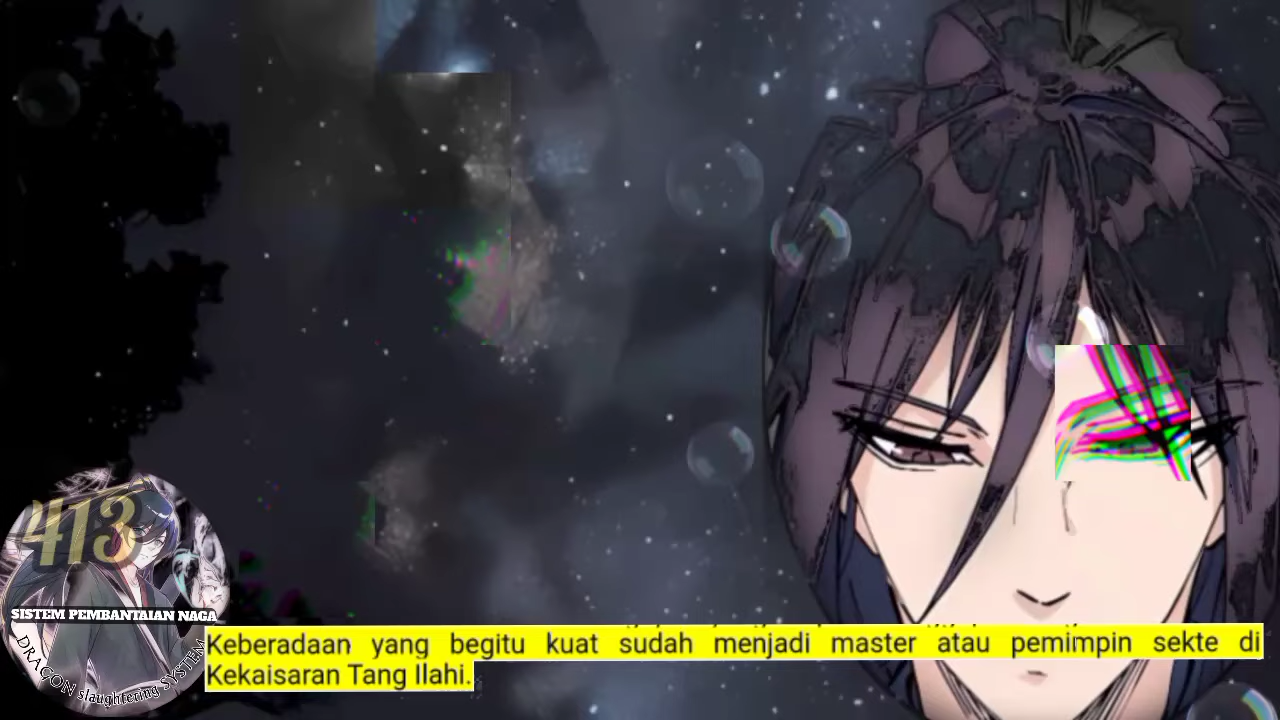 413
SISTEM PEMBANTAIAN NAGA
DRAGON slaughtering SYSTEM
Keberadaan yang begitu kuat sudah menjadi master atau pemimpin sekte di
Kekaisaran Tang Ilahi.